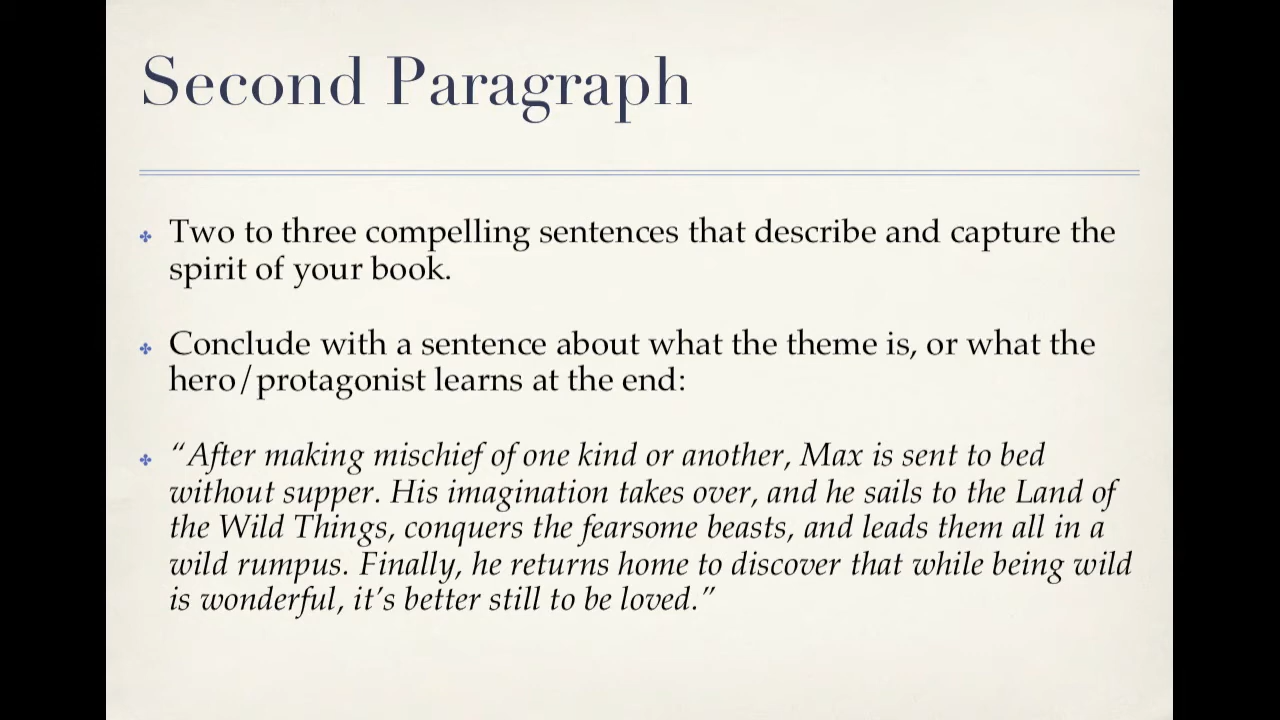 Second Paragraph
Two to three compelling sentences that describe and capture the
spirit of your book.
Conclude with a sentence about what the theme is, or what the
hero/protagonist learns at the end:
“After making mischief of one kind or another, Max is sent to bed
without supper. His imagination takes over, and he sails to the Land of
the Wild Things, conquers the fearsome beasts, and leads them all in a
wild rumpus. Finally, he returns home to discover that while being wild
is wonderful, it’s better still to be loved.”